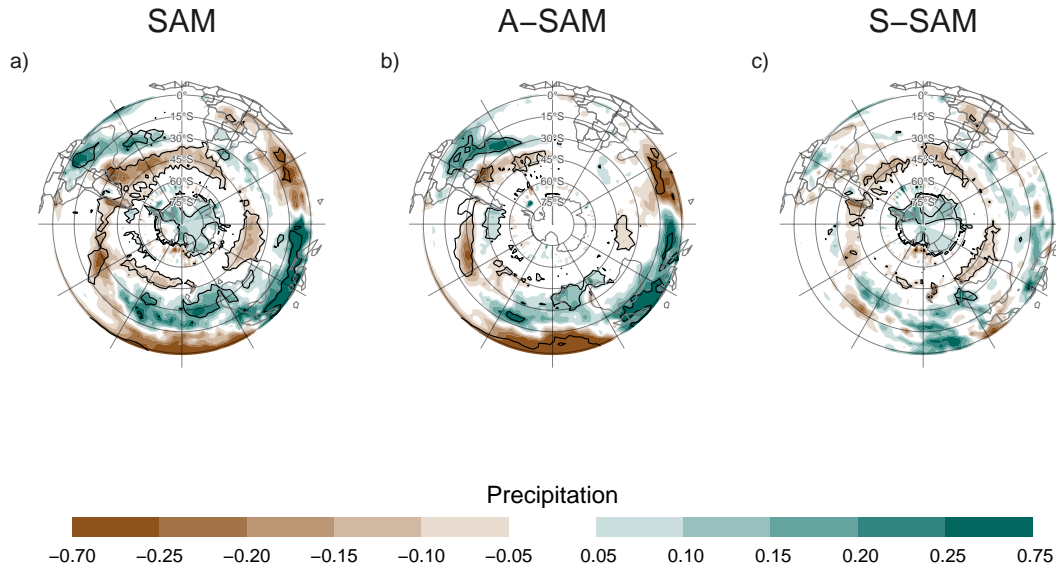 SAM A–SAM S–SAM
a) b) c)
0° 0° 0°
15°S 15°S 15°S
30°S 30°S 30°S
45°S 45°S 45°S
60°S 60°S 60°S
75°S 75°S 75°S
Precipitation
−0.70 −0.25 −0.20 −0.15 −0.10 −0.05 0.05 0.10 0.15 0.20 0.25 0.75